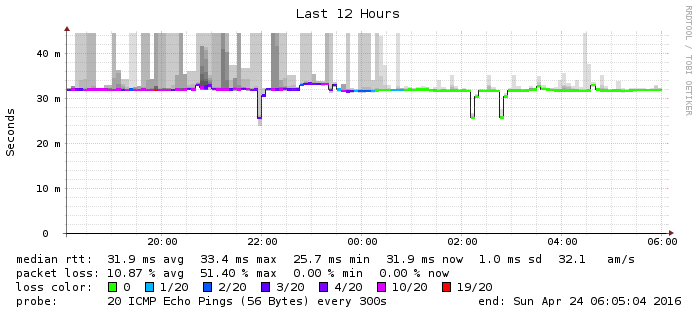 Last 12 Hours
RRDTOOL / TOBI OETIKER
Seconds
40 m
30 m
20 m
10 m
0
20:00 22:00 00:00 02:00 04:00 06:00
median rtt: 31.9 ms avg 33.4 ms max 25.7 ms min 31.9 ms now 1.0 ms sd 32.1 am/s
packet loss: 10.87 % avg 51.40 % max 0.00 % min 0.00 % now
loss color: 0 1/20 2/20 3/20 4/20 10/20 19/20
probe: 20 ICMP Echo Pings (56 Bytes) every 300s end: Sun Apr 24 06:05:04 2016